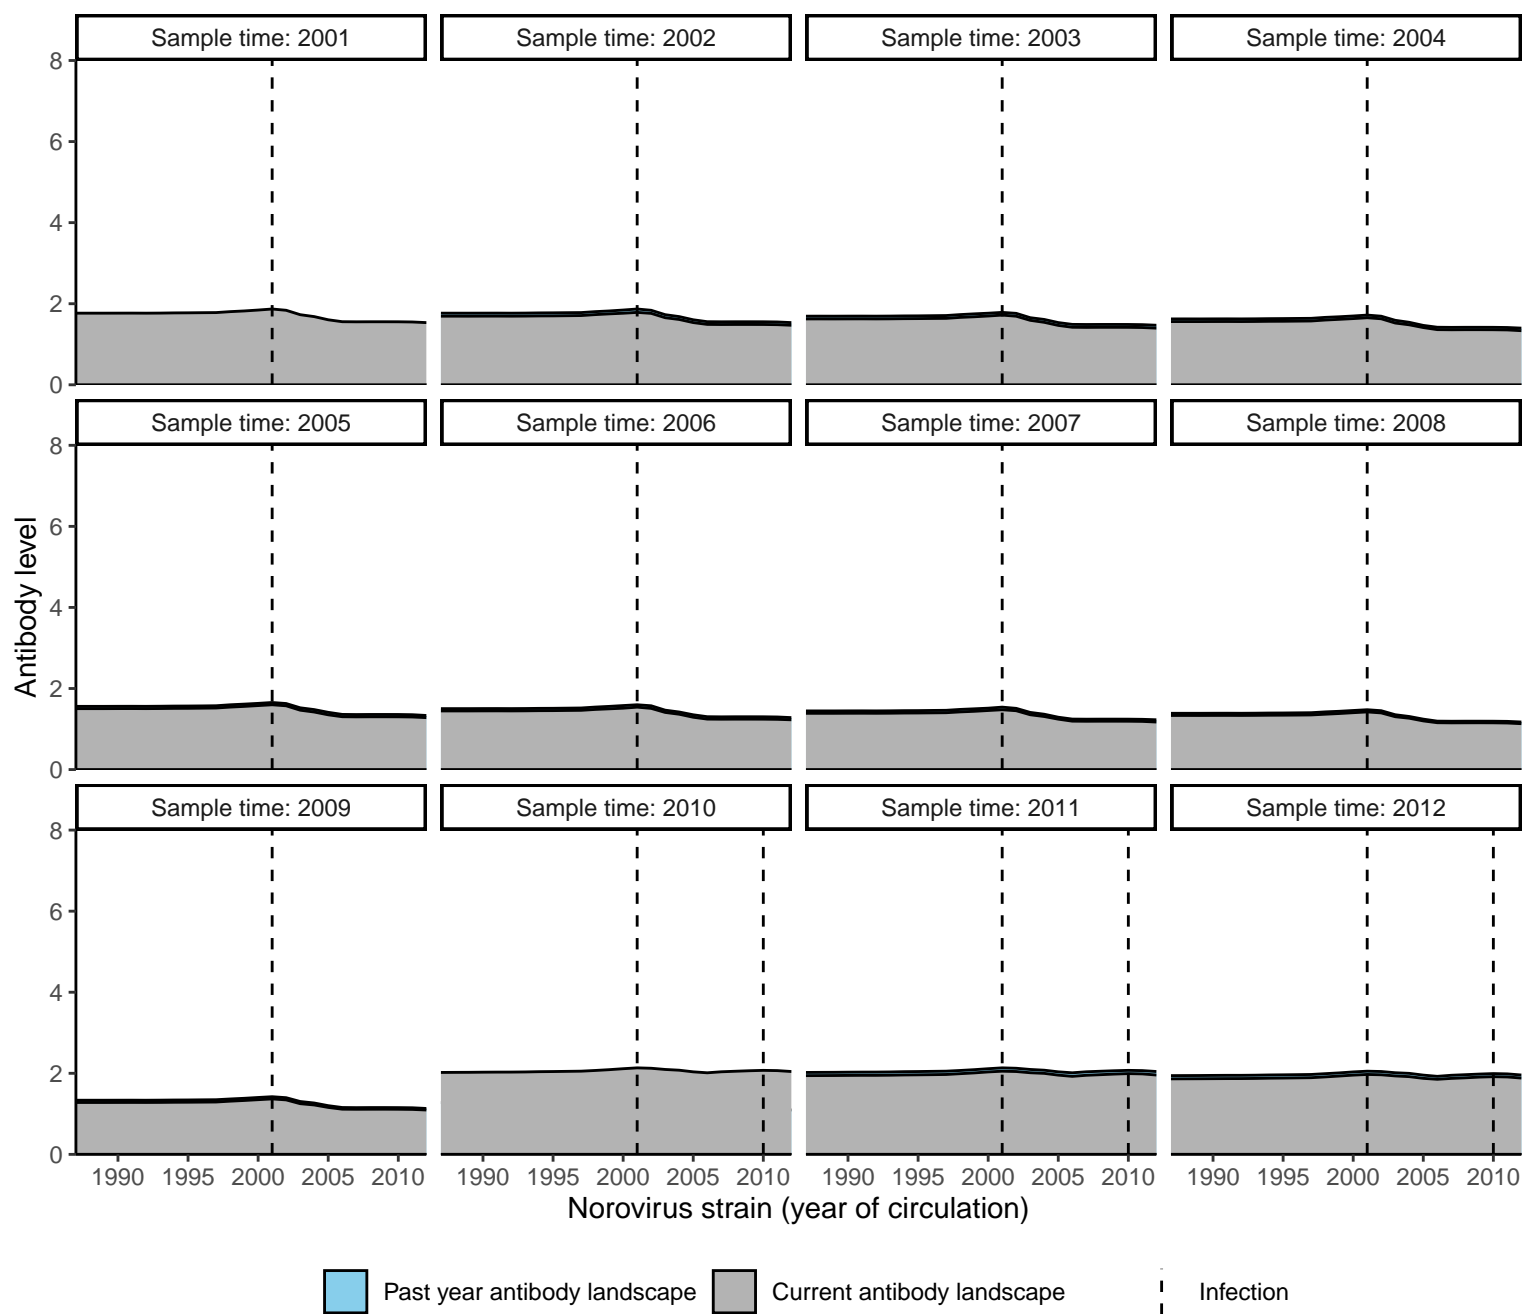 Sample time: 2001
Sample time: 2002
Sample time: 2003
Sample time: 2004
8
6
4
2
0
Sample time: 2005
Sample time: 2006
Sample time: 2007
Sample time: 2008
8
6
4
2
0
Antibody level
Sample time: 2009
Sample time: 2010
Sample time: 2011
Sample time: 2012
8
6
4
2
0
1990 1995 2000 2005 2010
1990 1995 2000 2005 2010
1990 1995 2000 2005 2010
1990 1995 2000 2005 2010
Norovirus strain (year of circulation)
Past year antibody landscape
Current antibody landscape
Infection